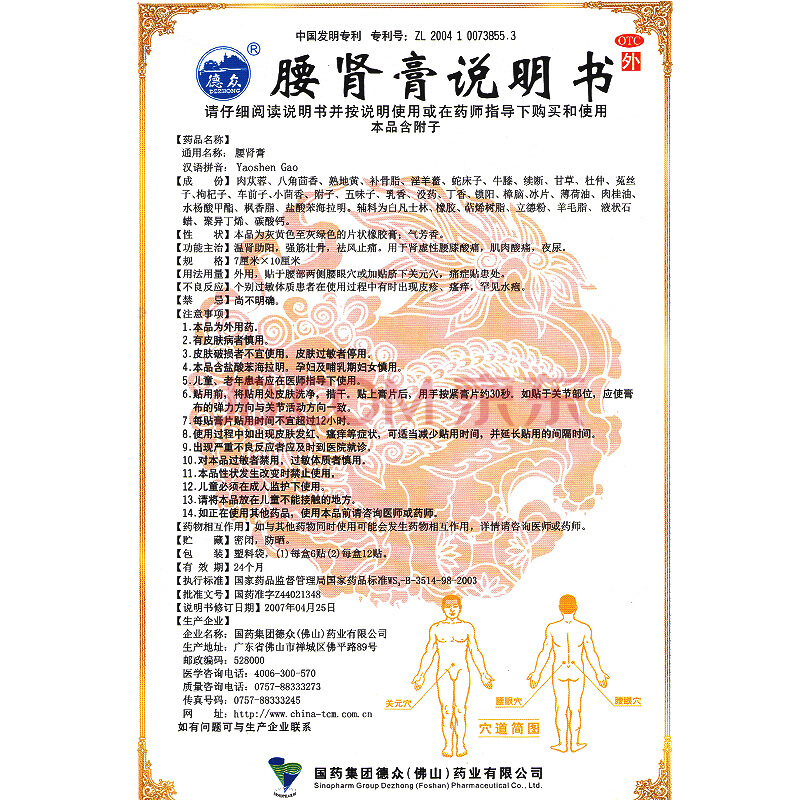 中国发明专利 专利号：ZL 2004 1 0073855.3
德众
DEZHONG
®
OTC
外
腰肾膏说明书
请仔细阅读说明书并按说明使用或在药师指导下购买和使用
本品含附子
【药品名称】
通用名称：腰肾膏
汉语拼音：Yaoshen Gao
【成 份】肉苁蓉、八角茴香、熟地黄、补骨脂、淫羊藿、蛇床子、牛膝、续断、甘草、杜仲、菟丝
子、枸杞子、车前子、小茴香、附子、五味子、乳香、没药、丁香、锁阳、樟脑、冰片、薄荷油、肉桂油、
水杨酸甲酯、枫香脂、盐酸苯海拉明。辅料为白凡士林、橡胶、萜烯树脂、立德粉、羊毛脂、液状石
蜡、聚异丁烯、碳酸钙。
【性 状】本品为灰黄色至灰绿色的片状橡胶膏；气芳香。
【功能主治】温肾助阳，强筋壮骨，祛风止痛。用于肾虚性腰膝酸痛，肌肉酸痛，夜尿。
【规 格】7厘米×10厘米
【用法用量】外用，贴于腰部两侧腰眼穴或加贴脐下关元穴，痛症贴患处。
【不良反应】个别过敏体质患者在使用过程中有时出现皮疹、瘙痒，罕见水疱。
【禁 忌】尚不明确。
【注意事项】
1.本品为外用药。
2.有皮肤病者慎用。
3.皮肤破损者不宜使用，皮肤过敏者停用。
4.本品含盐酸苯海拉明，孕妇及哺乳期妇女慎用。
5.儿童、老年患者应在医师指导下使用。
6.贴用前，将贴用处皮肤洗净，揩干。贴上膏片后，用手按紧膏片约30秒。如贴于关节部位，应使膏
布的弹力方向与关节活动方向一致。
7.每贴膏片贴用时间不宜超过12小时。
8.使用过程中如出现皮肤发红、瘙痒等症状，可适当减少贴用时间，并延长贴用的间隔时间。
9.出现严重不良反应者应及时到医院就诊。
10.对本品过敏者禁用，过敏体质者慎用。
11.本品性状发生改变时禁止使用。
12.儿童必须在成人监护下使用。
13.请将本品放在儿童不能接触的地方。
14.如正在使用其他药品，使用本品前请咨询医师或药师。
【药物相互作用】如与其他药物同时使用可能会发生药物相互作用，详情请咨询医师或药师。
【贮 藏】密闭，防晒。
【包 装】塑料袋，(1)每盒6贴(2)每盒12贴。
【有 效 期】24个月
【执行标准】国家药品监督管理局国家药品标准WS₃-B-3514-98-2003
【批准文号】国药准字Z44021348
【说明书修订日期】2007年04月25日
【生产企业】
企业名称：国药集团德众(佛山)药业有限公司
生产地址：广东省佛山市禅城区佛平路89号
邮政编码：528000
医学咨询电话：4006-300-570
质量咨询电话：0757-88333273
传真号码：0757-88333245
网 址：http://www.china-tcm.com.cn
如有问题可与生产企业联系
关元穴
腰眼穴
腰眼穴
穴道简图
国药集团德众(佛山)药业有限公司
Sinopharm Group Dezhong (Foshan) Pharmaceutical Co., Ltd.